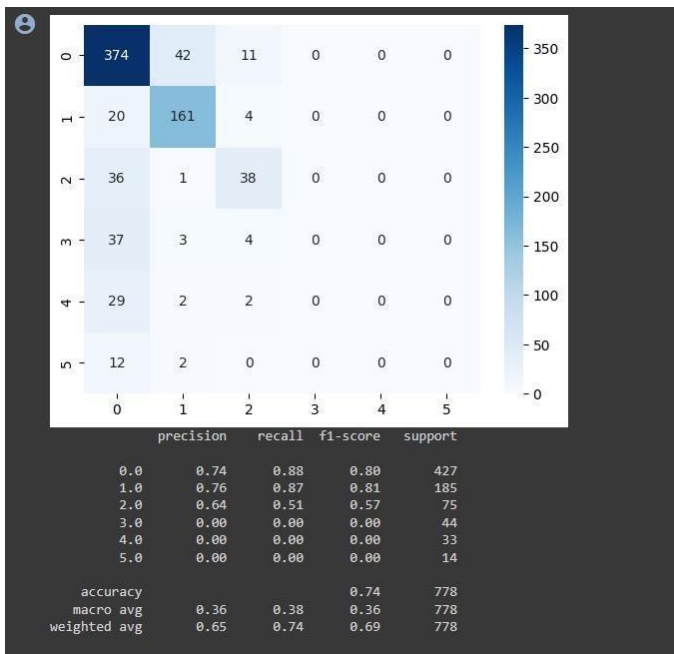 0 374 42 11 0 0 0
1 20 161 4 0 0 0
2 36 1 38 0 0 0
3 37 3 4 0 0 0
4 29 2 2 0 0 0
5 12 2 0 0 0 0
0 1 2 3 4 5
350
300
250
200
150
100
50
0
precision recall f1-score support
0.0 0.74 0.88 0.80 427
1.0 0.76 0.87 0.81 185
2.0 0.64 0.51 0.57 75
3.0 0.00 0.00 0.00 44
4.0 0.00 0.00 0.00 33
5.0 0.00 0.00 0.00 14
accuracy 0.74 778
macro avg 0.36 0.38 0.36 778
weighted avg 0.65 0.74 0.69 778